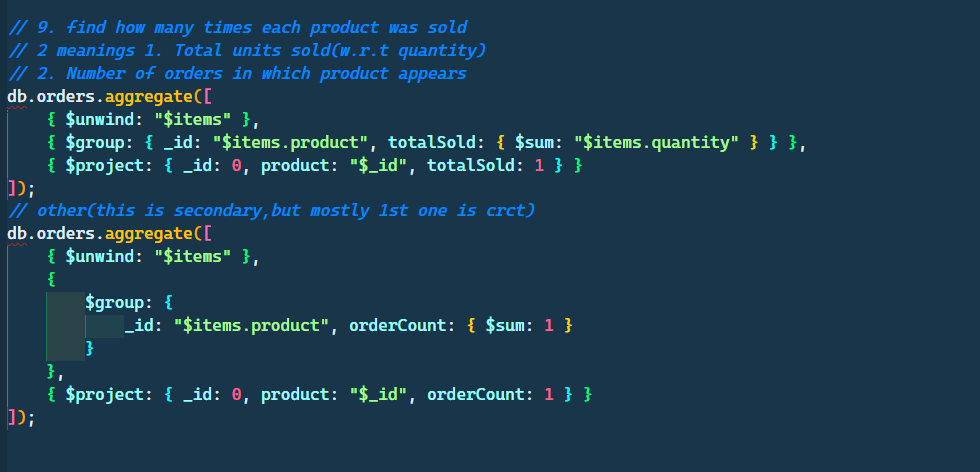 // 9. find how many times each product was sold
// 2 meanings 1. Total units sold(w.r.t quantity)
// 2. Number of orders in which product appears
db.orders.aggregate([
    { $unwind: "$items" },
    { $group: { _id: "$items.product", totalSold: { $sum: "$items.quantity" } } },
    { $project: { _id: 0, product: "$_id", totalSold: 1 } }
]);
// other(this is secondary,but mostly 1st one is crct)
db.orders.aggregate([
    { $unwind: "$items" },
    {
        $group: {
            _id: "$items.product", orderCount: { $sum: 1 }
        }
    },
    { $project: { _id: 0, product: "$_id", orderCount: 1 } }
]);